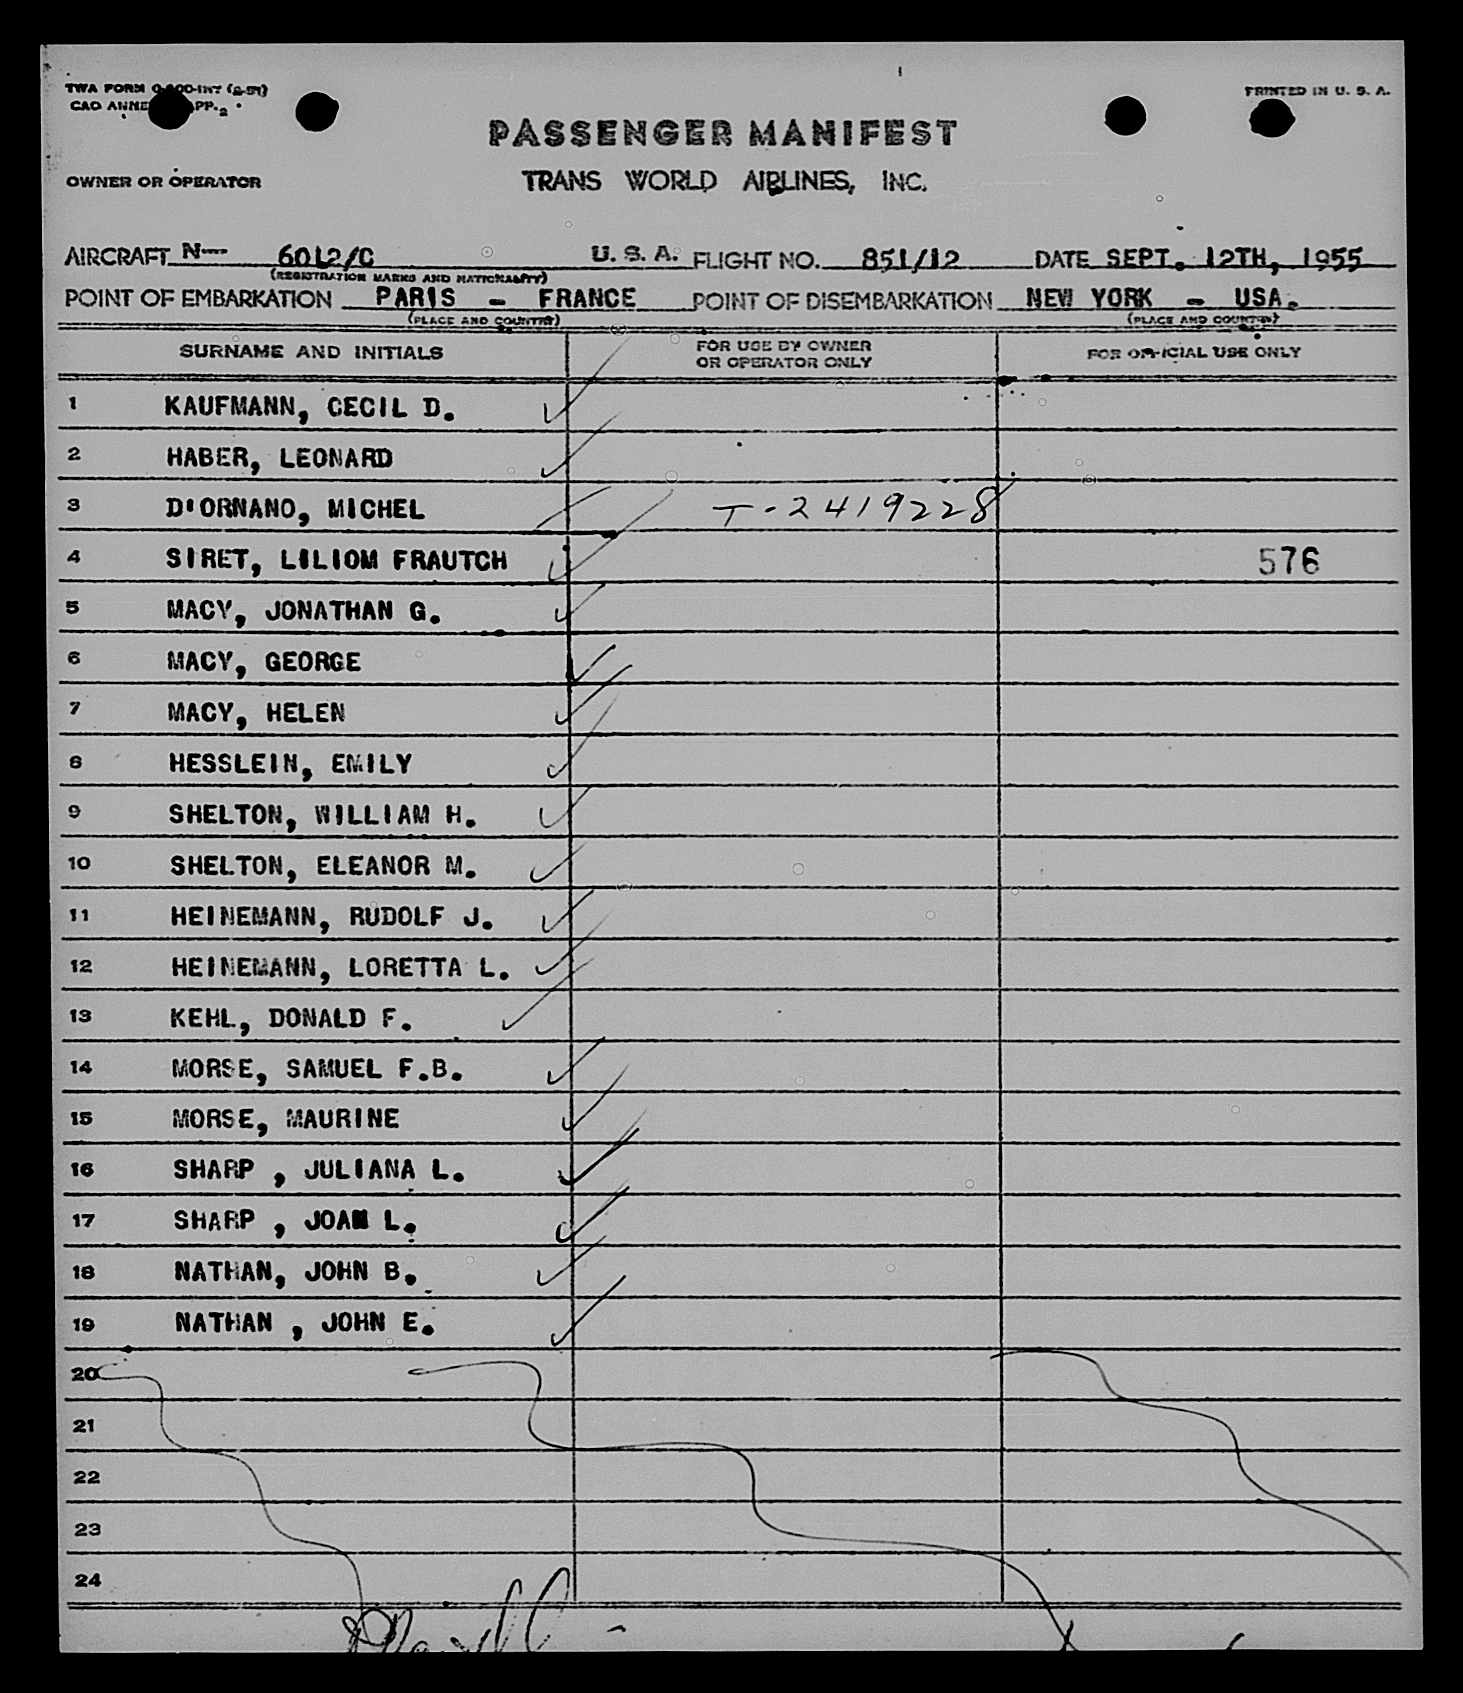 TWA FORM
PRINTED IN U. S. A.
CAO
PASSENGER MANIFEST
OWNER OR OPERATOR
TRANS WORLD AIRLINES, INC.
AIRCRAFT N-- 6012/C U. S. A. FLIGHT NO. 851/12 DATE SEPT. 12TH, 1955
(REGISTRATION MARKS AND NATIONALITY)
POINT OF EMBARKATION PARIS - FRANCE POINT OF DISEMBARKATION NEW YORK - USA.
(PLACE AND COUNTRY) (PLACE AND COUNTRY)
SURNAME AND INITIALS FOR USE BY OWNER OR OPERATOR ONLY FOR OFFICIAL USE ONLY
1 KAUFMANN, CECIL D.
2 HABER, LEONARD
3 D'ORNANO, MICHEL T-2419228
4 SIRET, LILIOM FRAUTCH 576
5 MACY, JONATHAN G.
6 MACY, GEORGE
7 MACY, HELEN
8 HESSLEIN, EMILY
9 SHELTON, WILLIAM H.
10 SHELTON, ELEANOR M.
11 HEINEMANN, RUDOLF J.
12 HEINEMANN, LORETTA L.
13 KEHL, DONALD F.
14 MORSE, SAMUEL F.B.
15 MORSE, MAURINE
16 SHARP , JULIANA L.
17 SHARP , JOAN L.
18 NATHAN, JOHN B.
19 NATHAN , JOHN E.
20
21
22
23
24